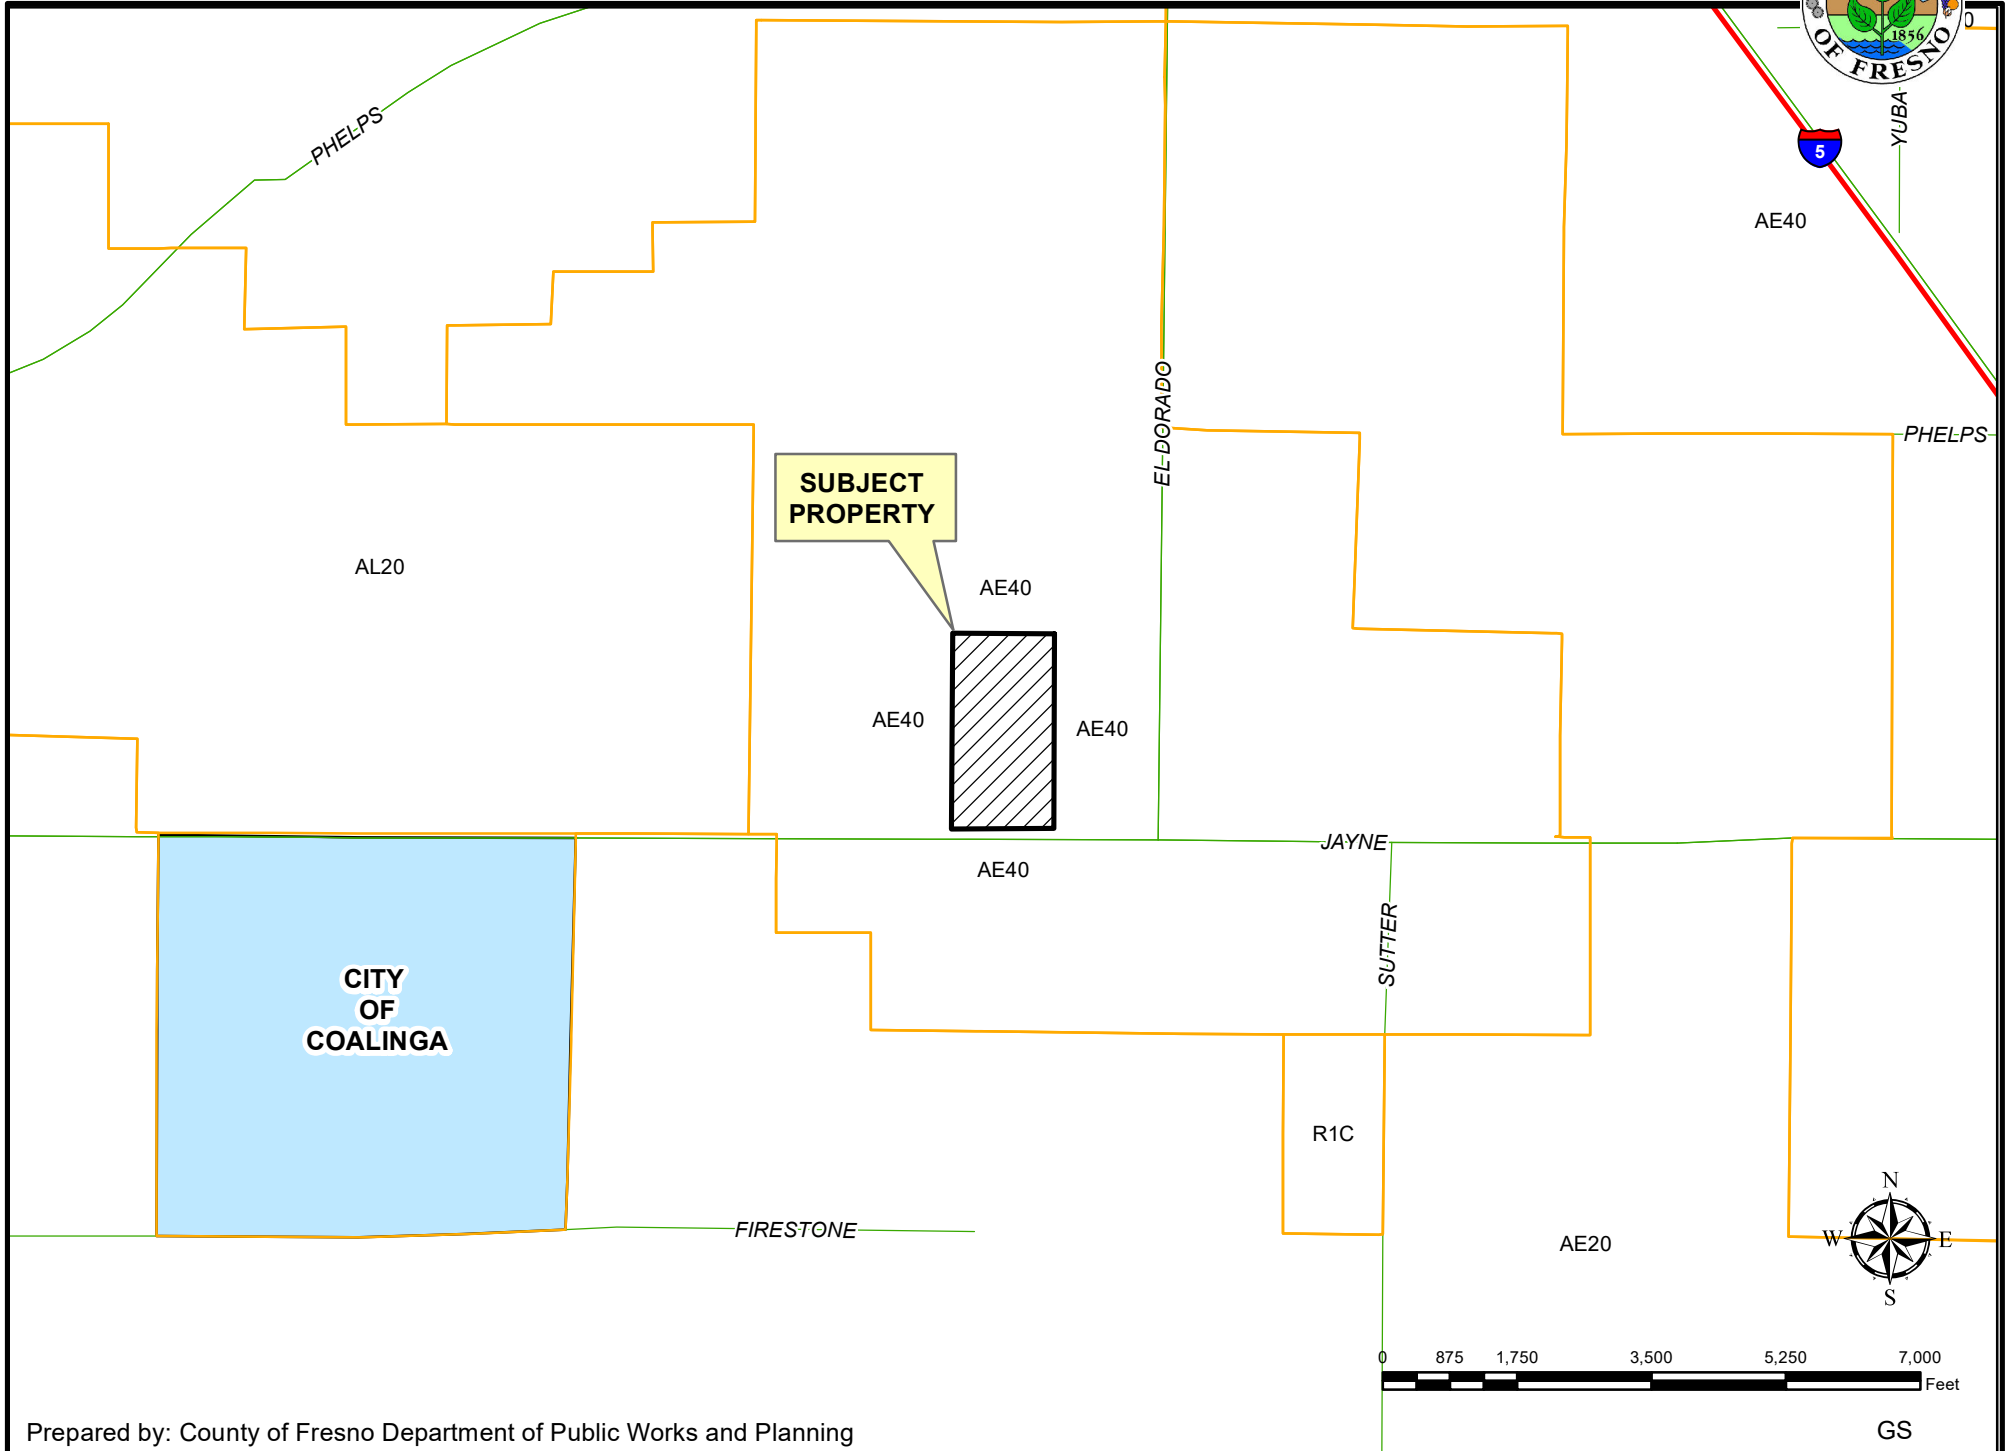 1856
OF FRESNO
0
PHELPS
YUBA
5
AE40
EL DORADO
PHELPS
SUBJECT
PROPERTY
AL20
AE40
AE40
AE40
JAYNE
AE40
SUTTER
CITY
OF
COALINGA
R1C
FIRESTONE
AE20
N
W
E
S
0 875 1,750 3,500 5,250 7,000
Feet
Prepared by: County of Fresno Department of Public Works and Planning
GS